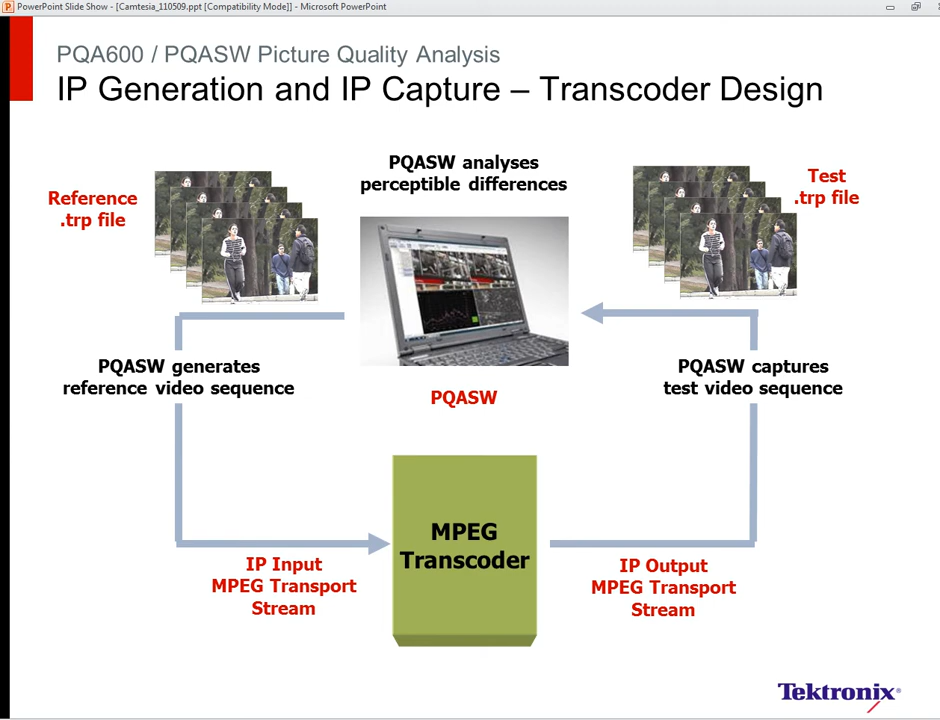 PowerPoint Slide Show - [Camtesia_110509.ppt [Compatibility Mode]] - Microsoft PowerPoint
PQA600 / PQASW Picture Quality Analysis
IP Generation and IP Capture – Transcoder Design
Reference
.trp file
PQASW analyses
perceptible differences
Test
.trp file
PQASW generates
reference video sequence
PQASW
PQASW captures
test video sequence
MPEG
Transcoder
IP Input
MPEG Transport
Stream
IP Output
MPEG Transport
Stream
Tektronix®